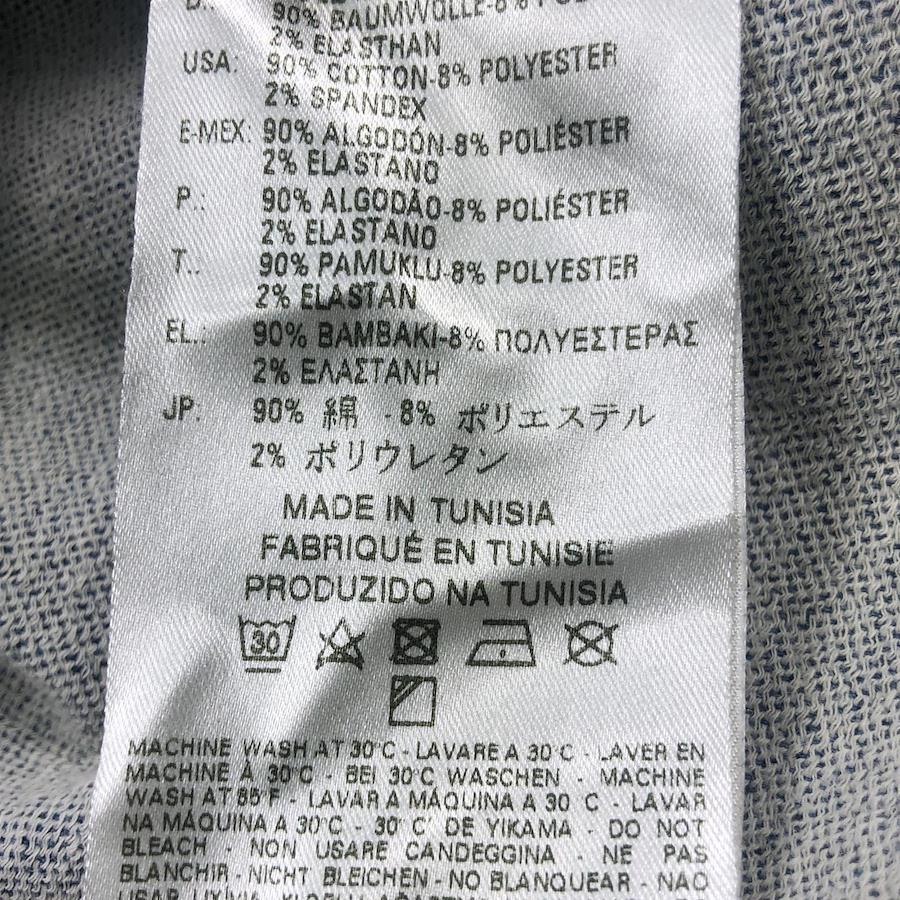 90% BAUMWOLLE-8%
2% ELASTHAN
USA: 90% COTTON-8% POLYESTER
2% SPANDEX
E-MEX: 90% ALGODÓN-8% POLIÉSTER
2% ELASTANO
P.: 90% ALGODÃO-8% POLIÉSTER
2% ELASTANO
T.: 90% PAMUKLU-8% POLYESTER
2% ELASTAN
EL.: 90% BAMBAKI-8% ΠΟΛΥΕΣΤΕΡΑΣ
2% ΕΛΑΣΤΑΝΗ
JP: 90% 綿 -8% ポリエステル
2% ポリウレタン
MADE IN TUNISIA
FABRIQUÉ EN TUNISIE
PRODUZIDO NA TUNISIA
30
MACHINE WASH AT 30°C - LAVARE A 30°C - LAVER EN
MACHINE À 30°C - BEI 30°C WASCHEN - MACHINE
WASH AT 85°F - LAVAR A MÁQUINA A 30 C - LAVAR
NA MÁQUINA A 30°C - 30°C' DE YIKAMA - DO NOT
BLEACH - NON USARE CANDEGGINA - NE PAS
BLANCHIR - NICHT BLEICHEN - NO BLANQUEAR - NAO